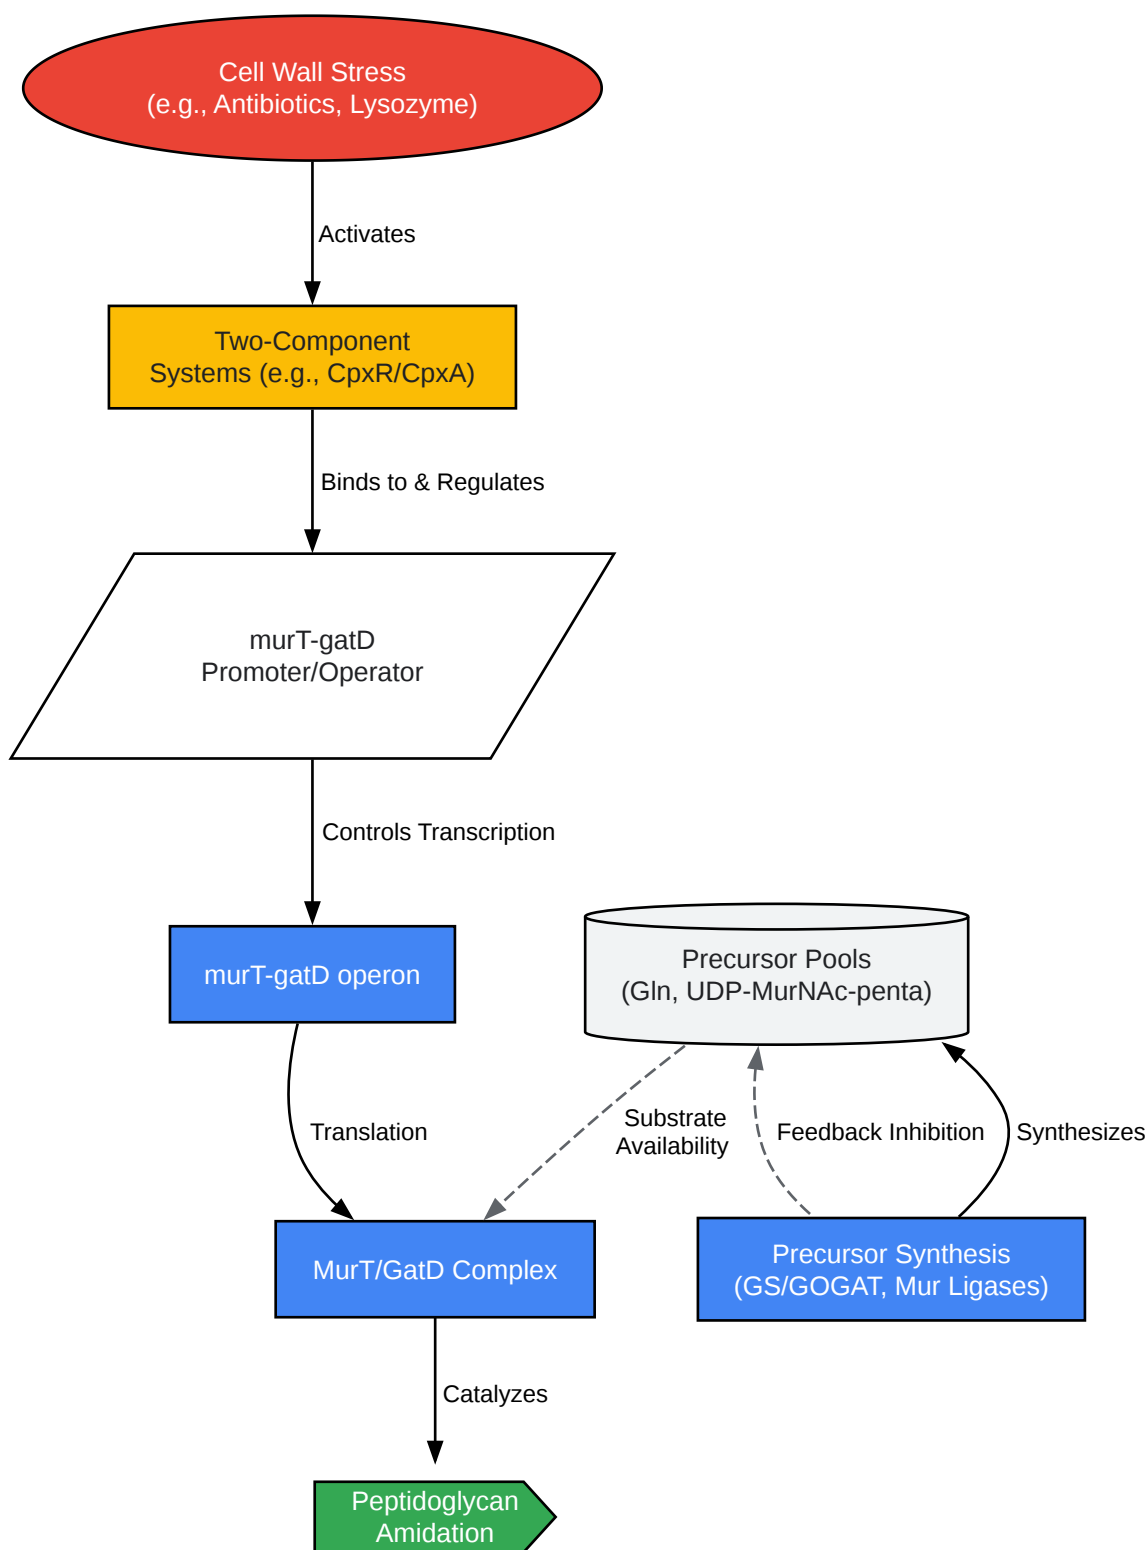 Cell Wall Stress
(e.g., Antibiotics, Lysozyme)
Activates
Two-Component
Systems (e.g., CpxR/CpxA)
Binds to & Regulates
murT-gatD
Promoter/Operator
Controls Transcription
murT-gatD operon
Precursor Pools
(Gln, UDP-MurNAc-penta)
Translation
Substrate
Availability
Feedback Inhibition
Synthesizes
MurT/GatD Complex
Precursor Synthesis
(GS/GOGAT, Mur Ligases)
Catalyzes
Peptidoglycan
Amidation